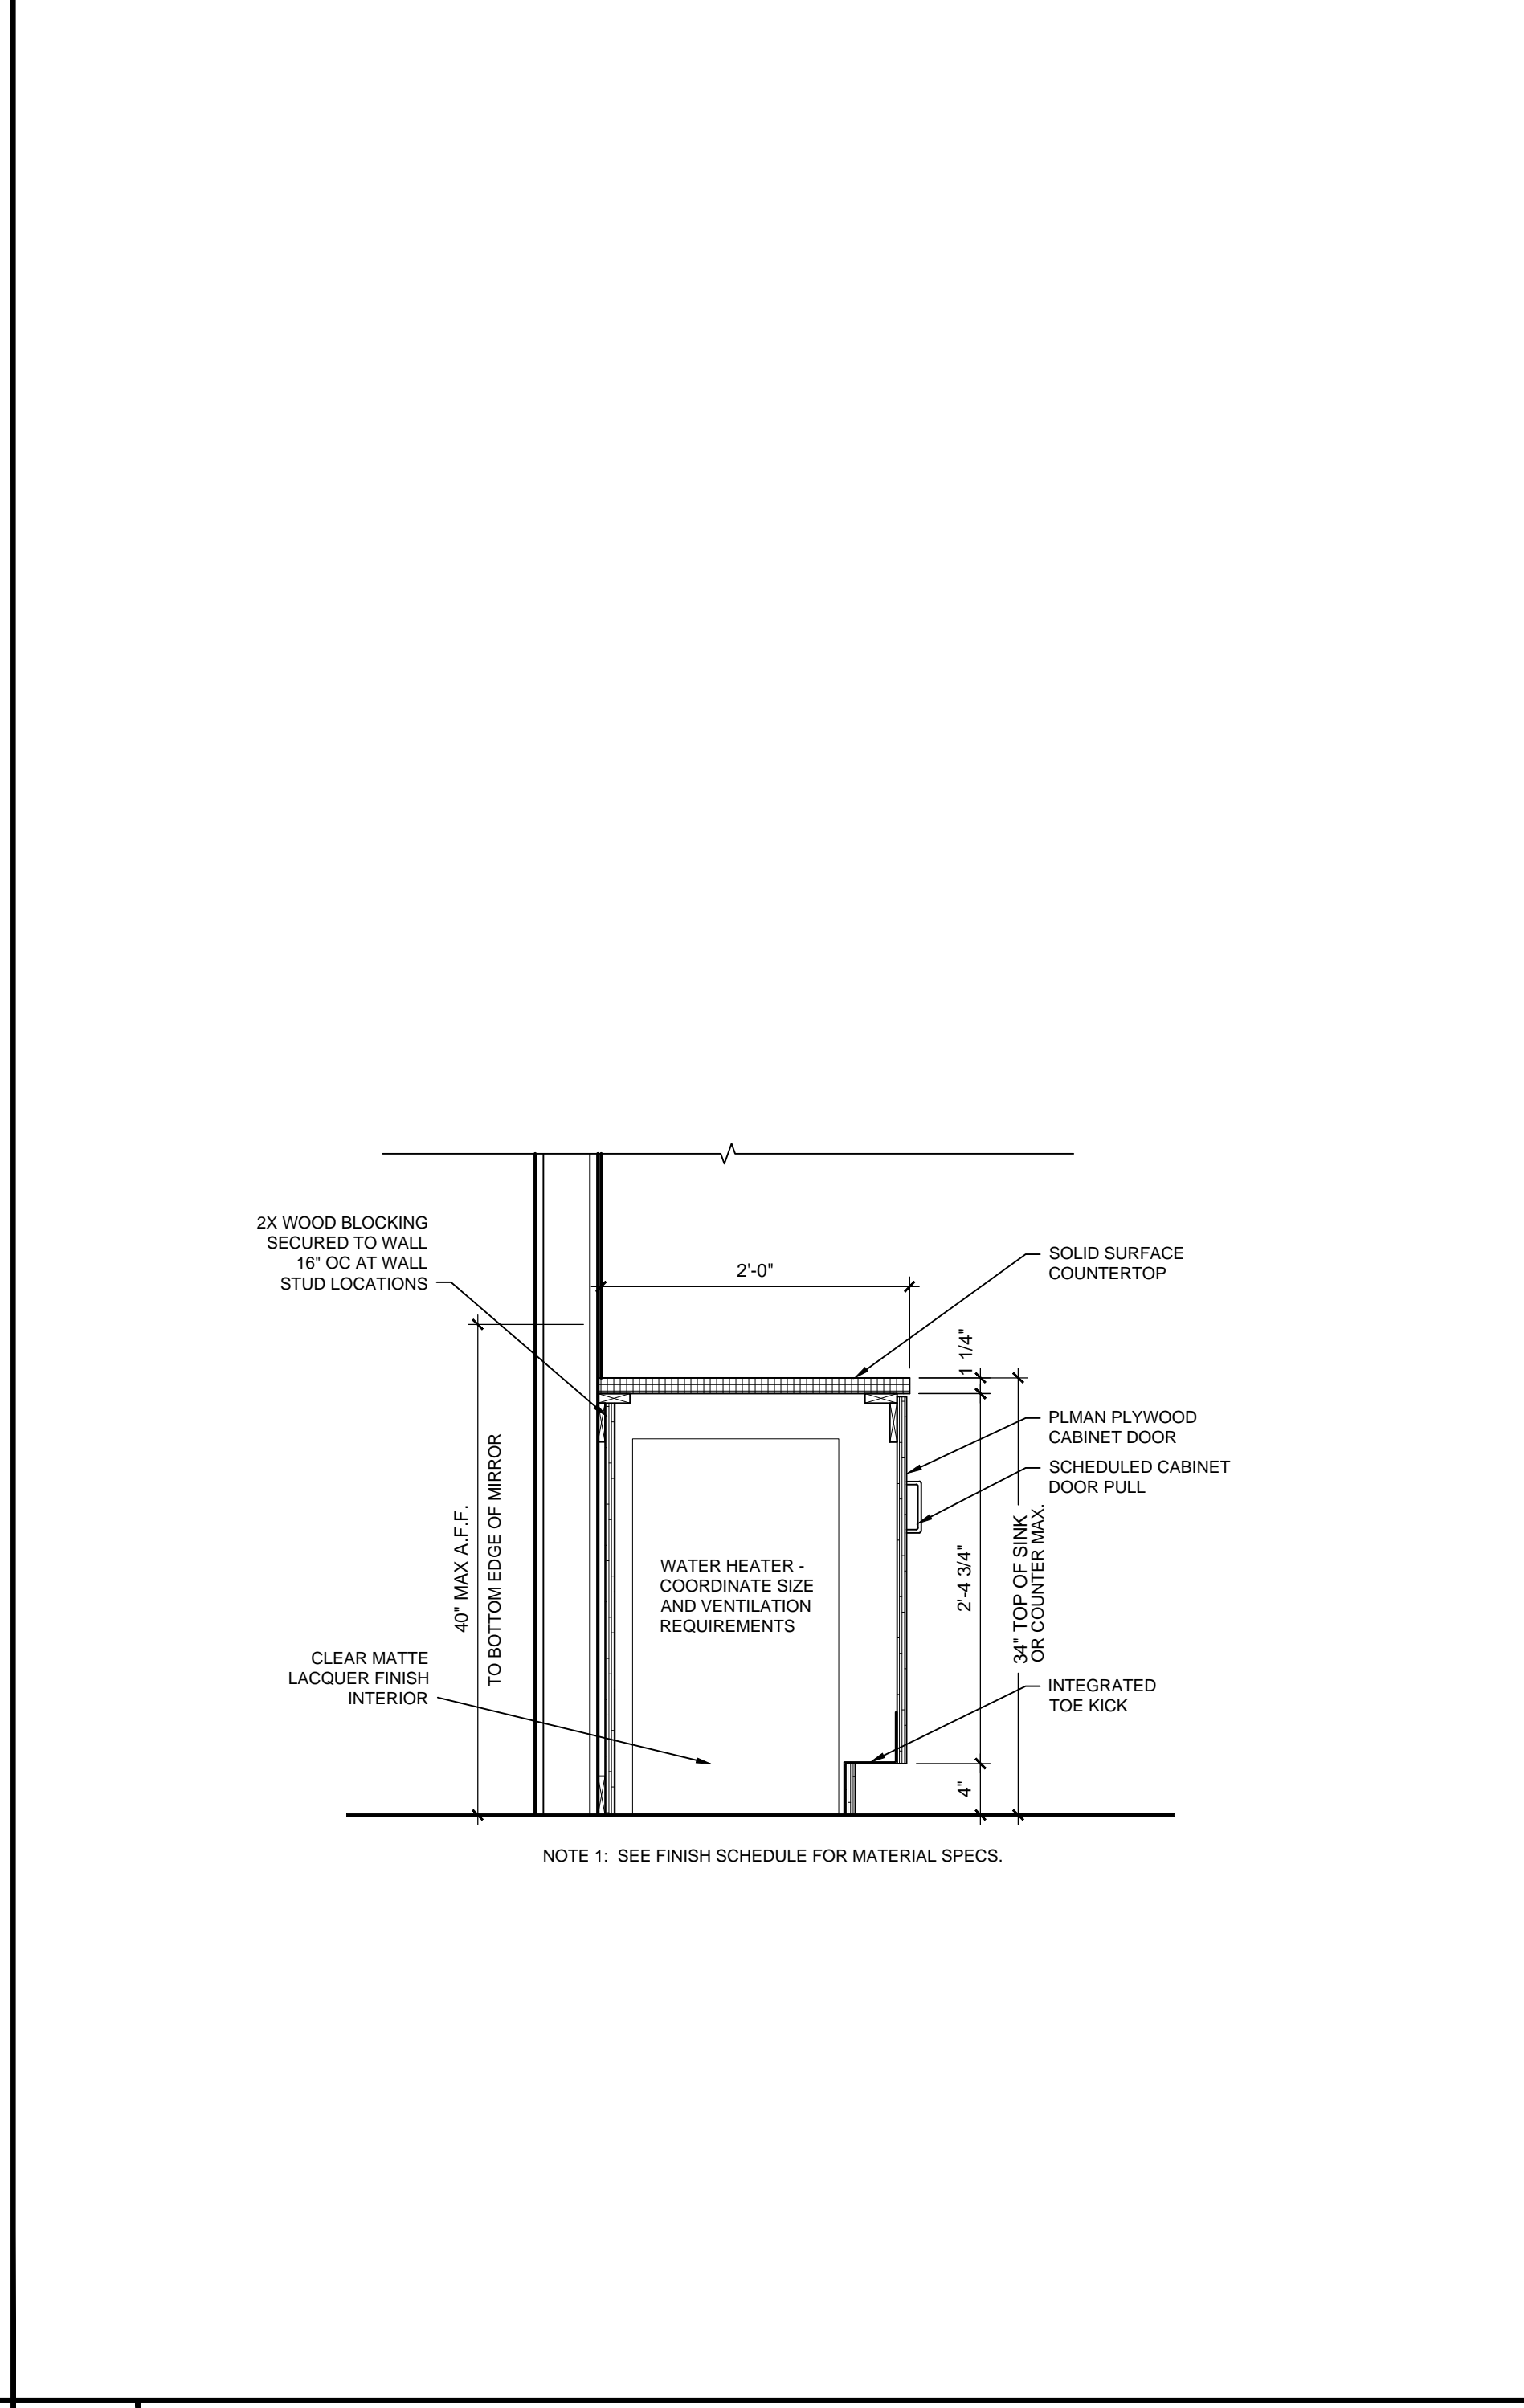 2X WOOD BLOCKING
SECURED TO WALL
16" OC AT WALL
STUD LOCATIONS
2'-0"
SOLID SURFACE
COUNTERTOP
1 1/4"
PLMAN PLYWOOD
CABINET DOOR
SCHEDULED CABINET
DOOR PULL
40" MAX A.F.F.
TO BOTTOM EDGE OF MIRROR
WATER HEATER -
COORDINATE SIZE
AND VENTILATION
REQUIREMENTS
2'-4 3/4"
34" TOP OF SINK
OR COUNTER MAX.
CLEAR MATTE
LACQUER FINISH
INTERIOR
INTEGRATED
TOE KICK
4"
NOTE 1:  SEE FINISH SCHEDULE FOR MATERIAL SPECS.